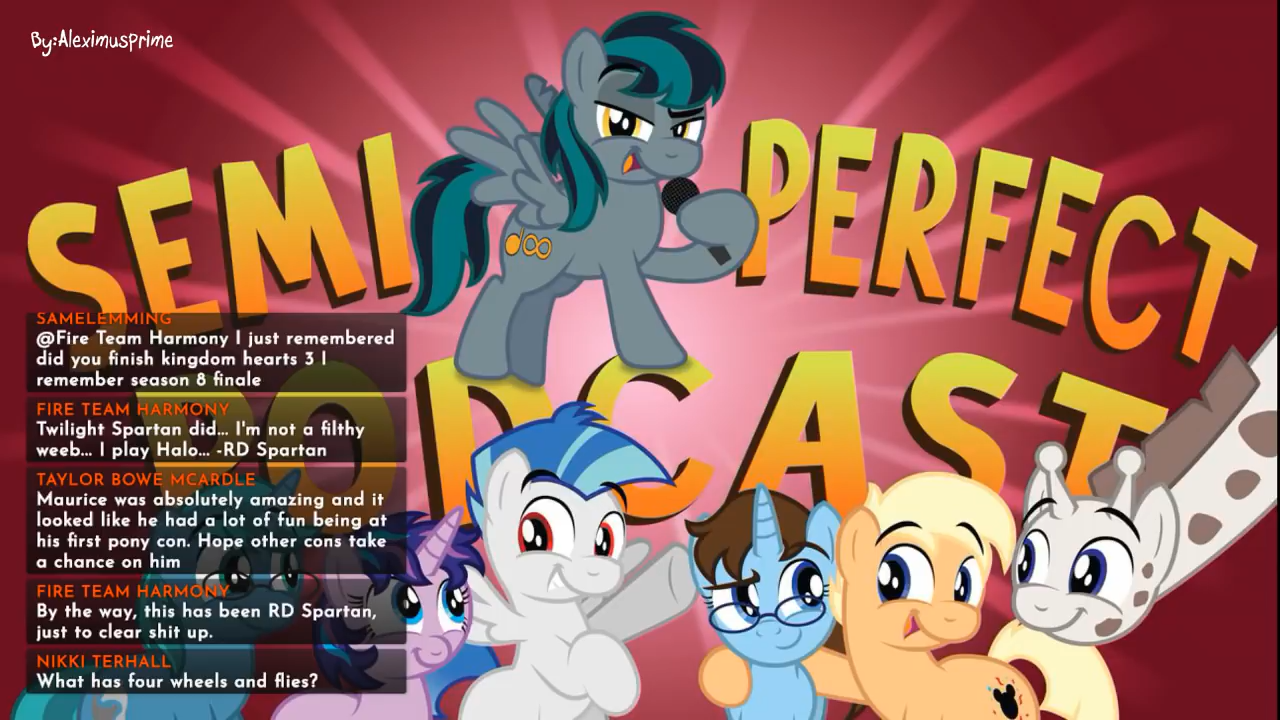 By:Aleximusprime
SEMI PERFECT
PODCAST
SAMELEMMING
@Fire Team Harmony I just remembered
did you finish kingdom hearts 3 I
remember season 8 finale
FIRE TEAM HARMONY
Twilight Spartan did... I'm not a filthy
weeb... I play Halo... -RD Spartan
TAYLOR BOWE MCARDLE
Maurice was absolutely amazing and it
looked like he had a lot of fun being at
his first pony con. Hope other cons take
a chance on him
FIRE TEAM HARMONY
By the way, this has been RD Spartan,
just to clear shit up.
NIKKI TERHALL
What has four wheels and flies?